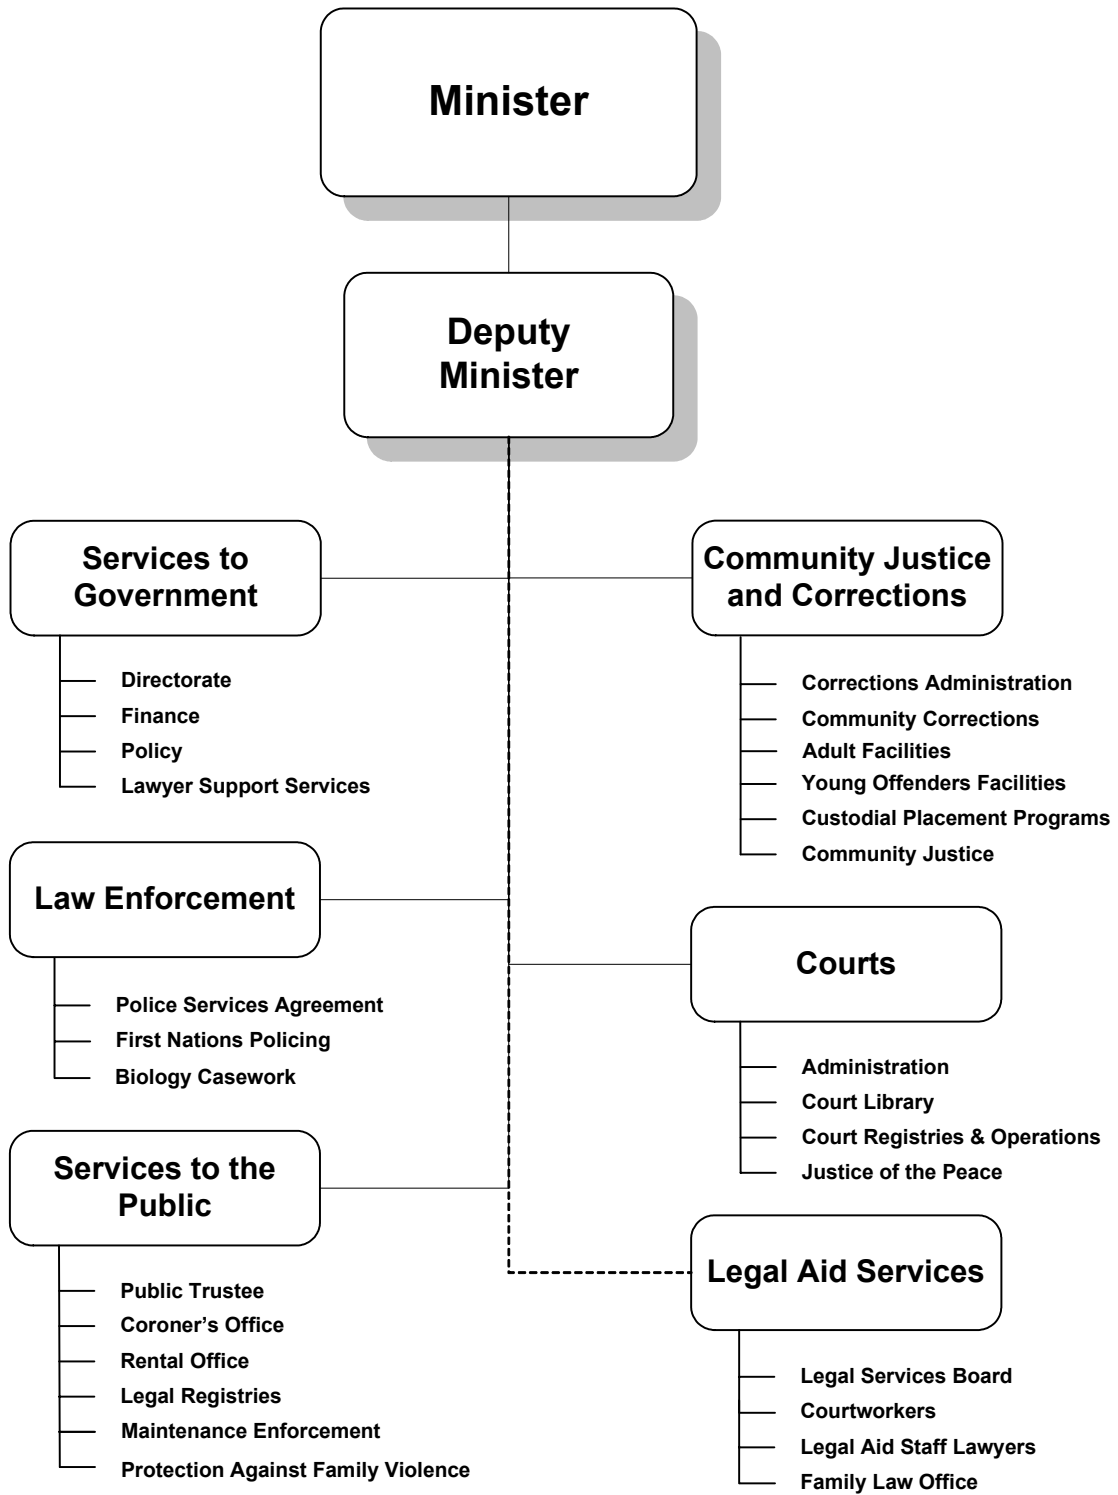 Minister
Deputy
Minister
Services to
Government
Directorate
Finance
Policy
Lawyer Support Services
Community Justice
and Corrections
Corrections Administration
Community Corrections
Adult Facilities
Young Offenders Facilities
Custodial Placement Programs
Community Justice
Law Enforcement
Police Services Agreement
First Nations Policing
Biology Casework
Courts
Administration
Court Library
Court Registries & Operations
Justice of the Peace
Services to the
Public
Public Trustee
Coroner’s Office
Rental Office
Legal Registries
Maintenance Enforcement
Protection Against Family Violence
Legal Aid Services
Legal Services Board
Courtworkers
Legal Aid Staff Lawyers
Family Law Office